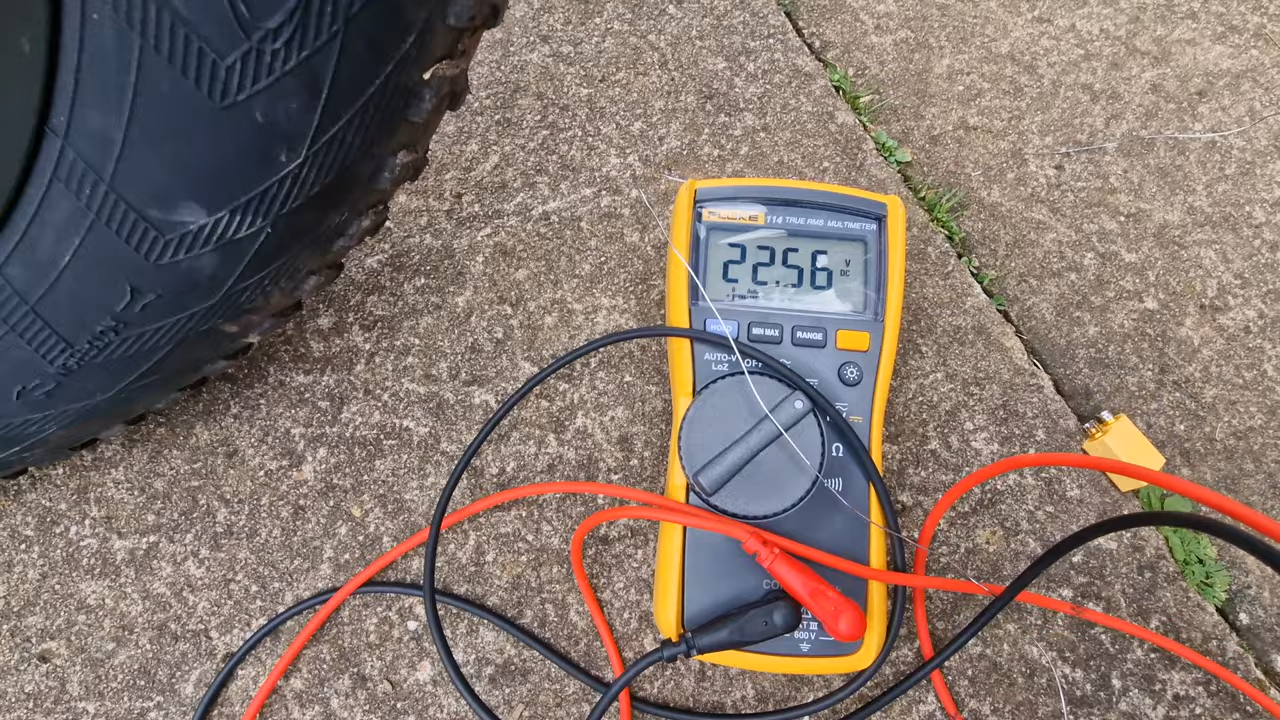 FLUKE 114 TRUE RMS MULTIMETER
22.56 V
DC
HOLD MIN MAX RANGE
AUTO-V OFF
LoZ
Ω
600 V